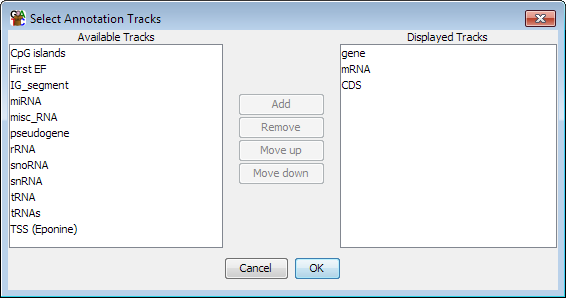 Select Annotation Tracks
Available Tracks
Displayed Tracks
CpG islands
First EF
IG_segment
miRNA
misc_RNA
pseudogene
rRNA
snoRNA
snRNA
tRNA
tRNAs
TSS (Eponine)
Add
Remove
Move up
Move down
gene
mRNA
CDS
Cancel
OK